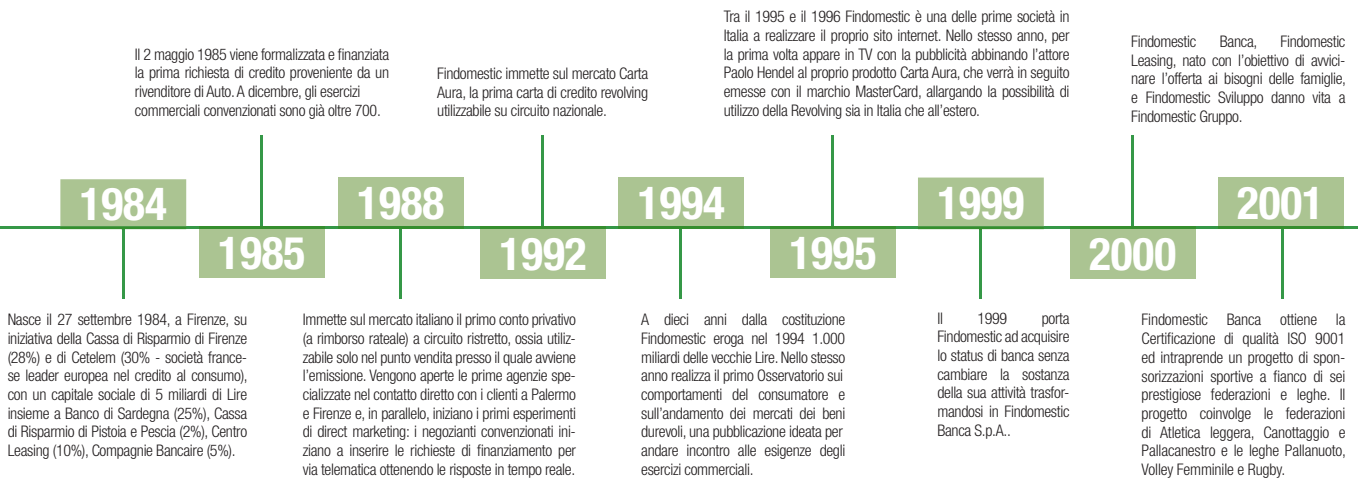 Il 2 maggio 1985 viene formalizzata e finanziata
la prima richiesta di credito proveniente da un
rivenditore di Auto. A dicembre, gli esercizi
commerciali convenzionati sono già oltre 700.
Findomestic immette sul mercato Carta
Aura, la prima carta di credito revolving
utilizzabile su circuito nazionale.
Tra il 1995 e il 1996 Findomestic è una delle prime società in
Italia a realizzare il proprio sito internet. Nello stesso anno, per
la prima volta appare in TV con la pubblicità abbinando l'attore
Paolo Hendel al proprio prodotto Carta Aura, che verrà in seguito
emesse con il marchio MasterCard, allargando la possibilità di
utilizzo della Revolving sia in Italia che all'estero.
Findomestic Banca, Findomestic
Leasing, nato con l'obiettivo di avvici-
nare l'offerta ai bisogni delle famiglie,
e Findomestic Sviluppo danno vita a
Findomestic Gruppo.
1984
1985
1988
1992
1994
1995
1999
2000
2001
Nasce il 27 settembre 1984, a Firenze, su
iniziativa della Cassa di Risparmio di Firenze
(28%) e di Cetelem (30% - società france-
se leader europea nel credito al consumo),
con un capitale sociale di 5 miliardi di Lire
insieme a Banco di Sardegna (25%), Cassa
di Risparmio di Pistoia e Pescia (2%), Centro
Leasing (10%), Compagnie Bancaire (5%).
Immette sul mercato italiano il primo conto privativo
(a rimborso rateale) a circuito ristretto, ossia utiliz-
zabile solo nel punto vendita presso il quale avviene
l'emissione. Vengono aperte le prime agenzie spe-
cializzate nel contatto diretto con i clienti a Palermo
e Firenze e, in parallelo, iniziano i primi esperimenti
di direct marketing: i negozianti convenzionati ini-
ziano a inserire le richieste di finanziamento per
via telematica ottenendo le risposte in tempo reale.
A dieci anni dalla costituzione
Findomestic eroga nel 1994 1.000
miliardi delle vecchie Lire. Nello stesso
anno realizza il primo Osservatorio sui
comportamenti del consumatore e
sull'andamento dei mercati dei beni
durevoli, una pubblicazione ideata per
andare incontro alle esigenze degli
esercizi commerciali.
Il 1999 porta
Findomestic ad acquisire
lo status di banca senza
cambiare la sostanza
della sua attività trasfor-
mandosi in Findomestic
Banca S.p.A..
Findomestic Banca ottiene la
Certificazione di qualità ISO 9001
ed intraprende un progetto di spon-
sorizzazioni sportive a fianco di sei
prestigiose federazioni e leghe. Il
progetto coinvolge le federazioni
di Atletica leggera, Canottaggio e
Pallacanestro e le leghe Pallanuoto,
Volley Femminile e Rugby.